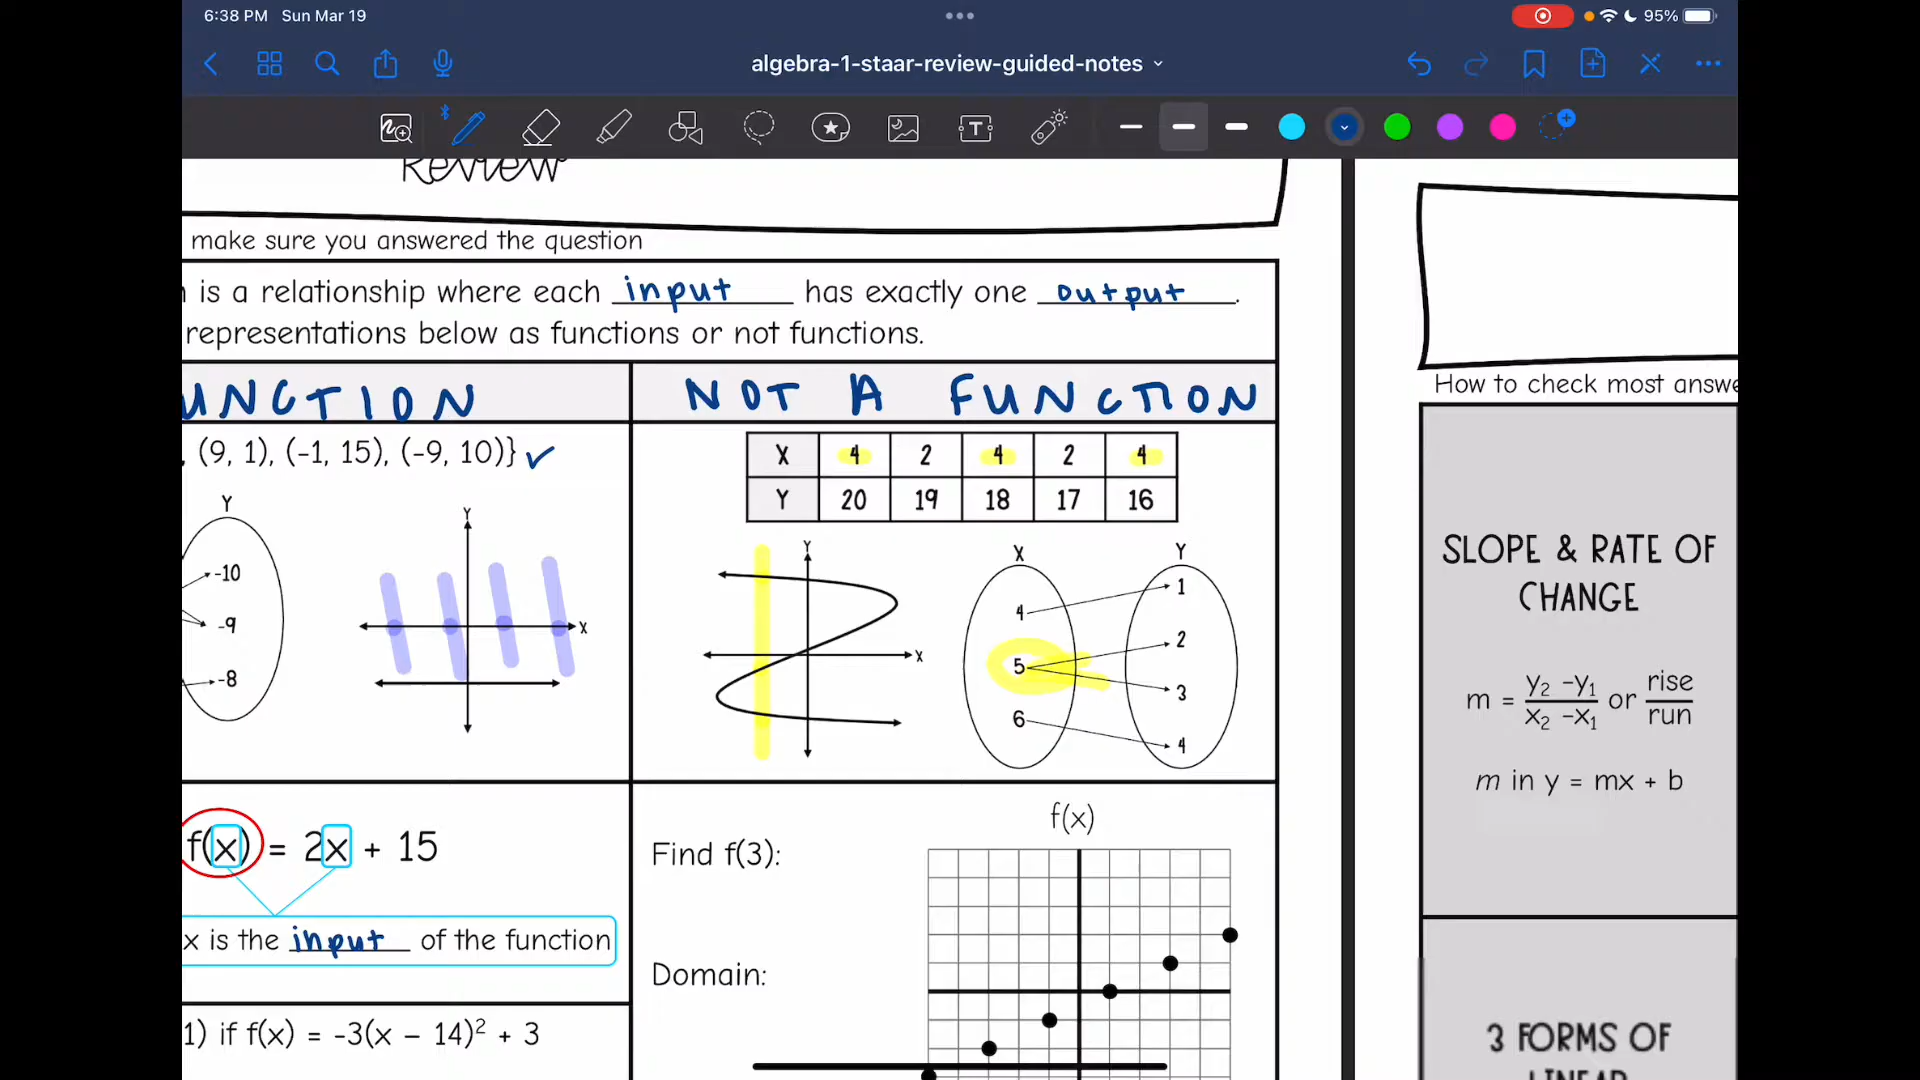 6:38 PM Sun Mar 19
95%
algebra-1-staar-review-guided-notes
Review
make sure you answered the question
is a relationship where each input has exactly one output.
representations below as functions or not functions.
UNCTION
NOT A FUNCTION
, (9, 1), (-1, 15), (-9, 10)} ✓
X 4 2 4 2 4
Y 20 19 18 17 16
Y
-10
-9
-8
Y
X
Y
X
X
4
5
6
Y
1
2
3
4
f(x) = 2x + 15
x is the input of the function
1) if f(x) = -3(x – 14)² + 3
Find f(3):
f(x)
Domain:
How to check most answe
SLOPE & RATE OF
CHANGE
m = y₂ -y₁ / x₂ -x₁ or rise / run
m in y = mx + b
3 FORMS OF